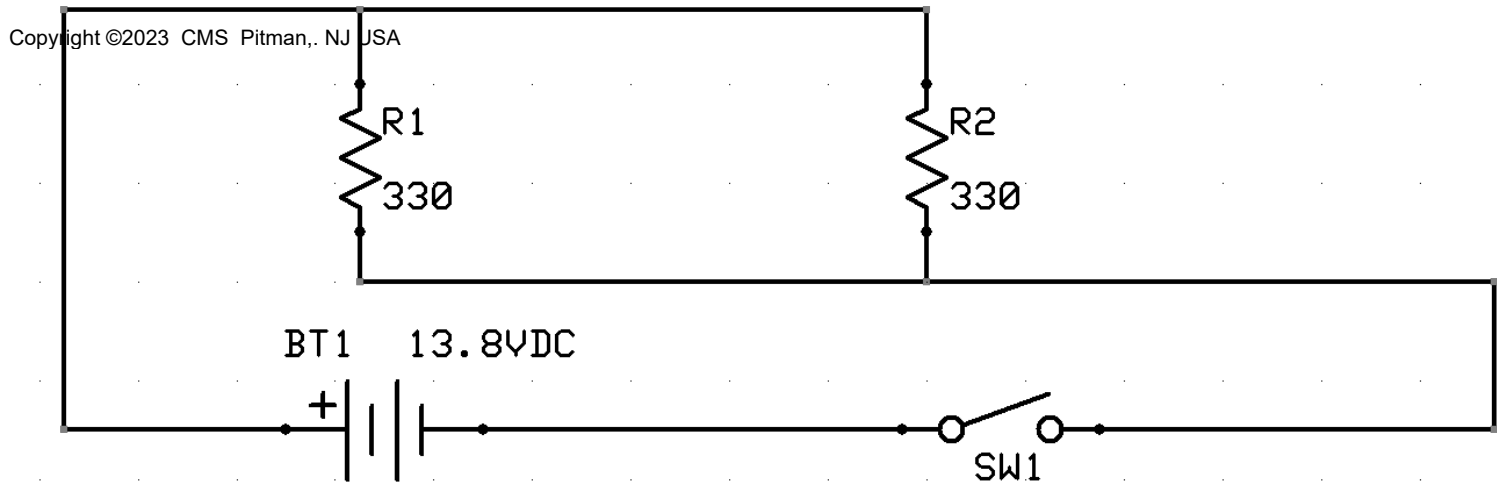 Copyright ©2023 CMS Pitman,. NJ USA
R1
R2
330
330
BT1 13.8VDC
+
SW1